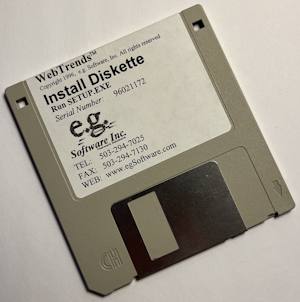 WebTrends™
Copyright 1996, e.g. Software, Inc. All rights reserved
Install Diskette
Run SETUP.EXE
Serial Number: 96021172
e.g.
Software Inc.
TEL: 503-294-7025
FAX: 503-294-7130
WEB: www.egSoftware.com